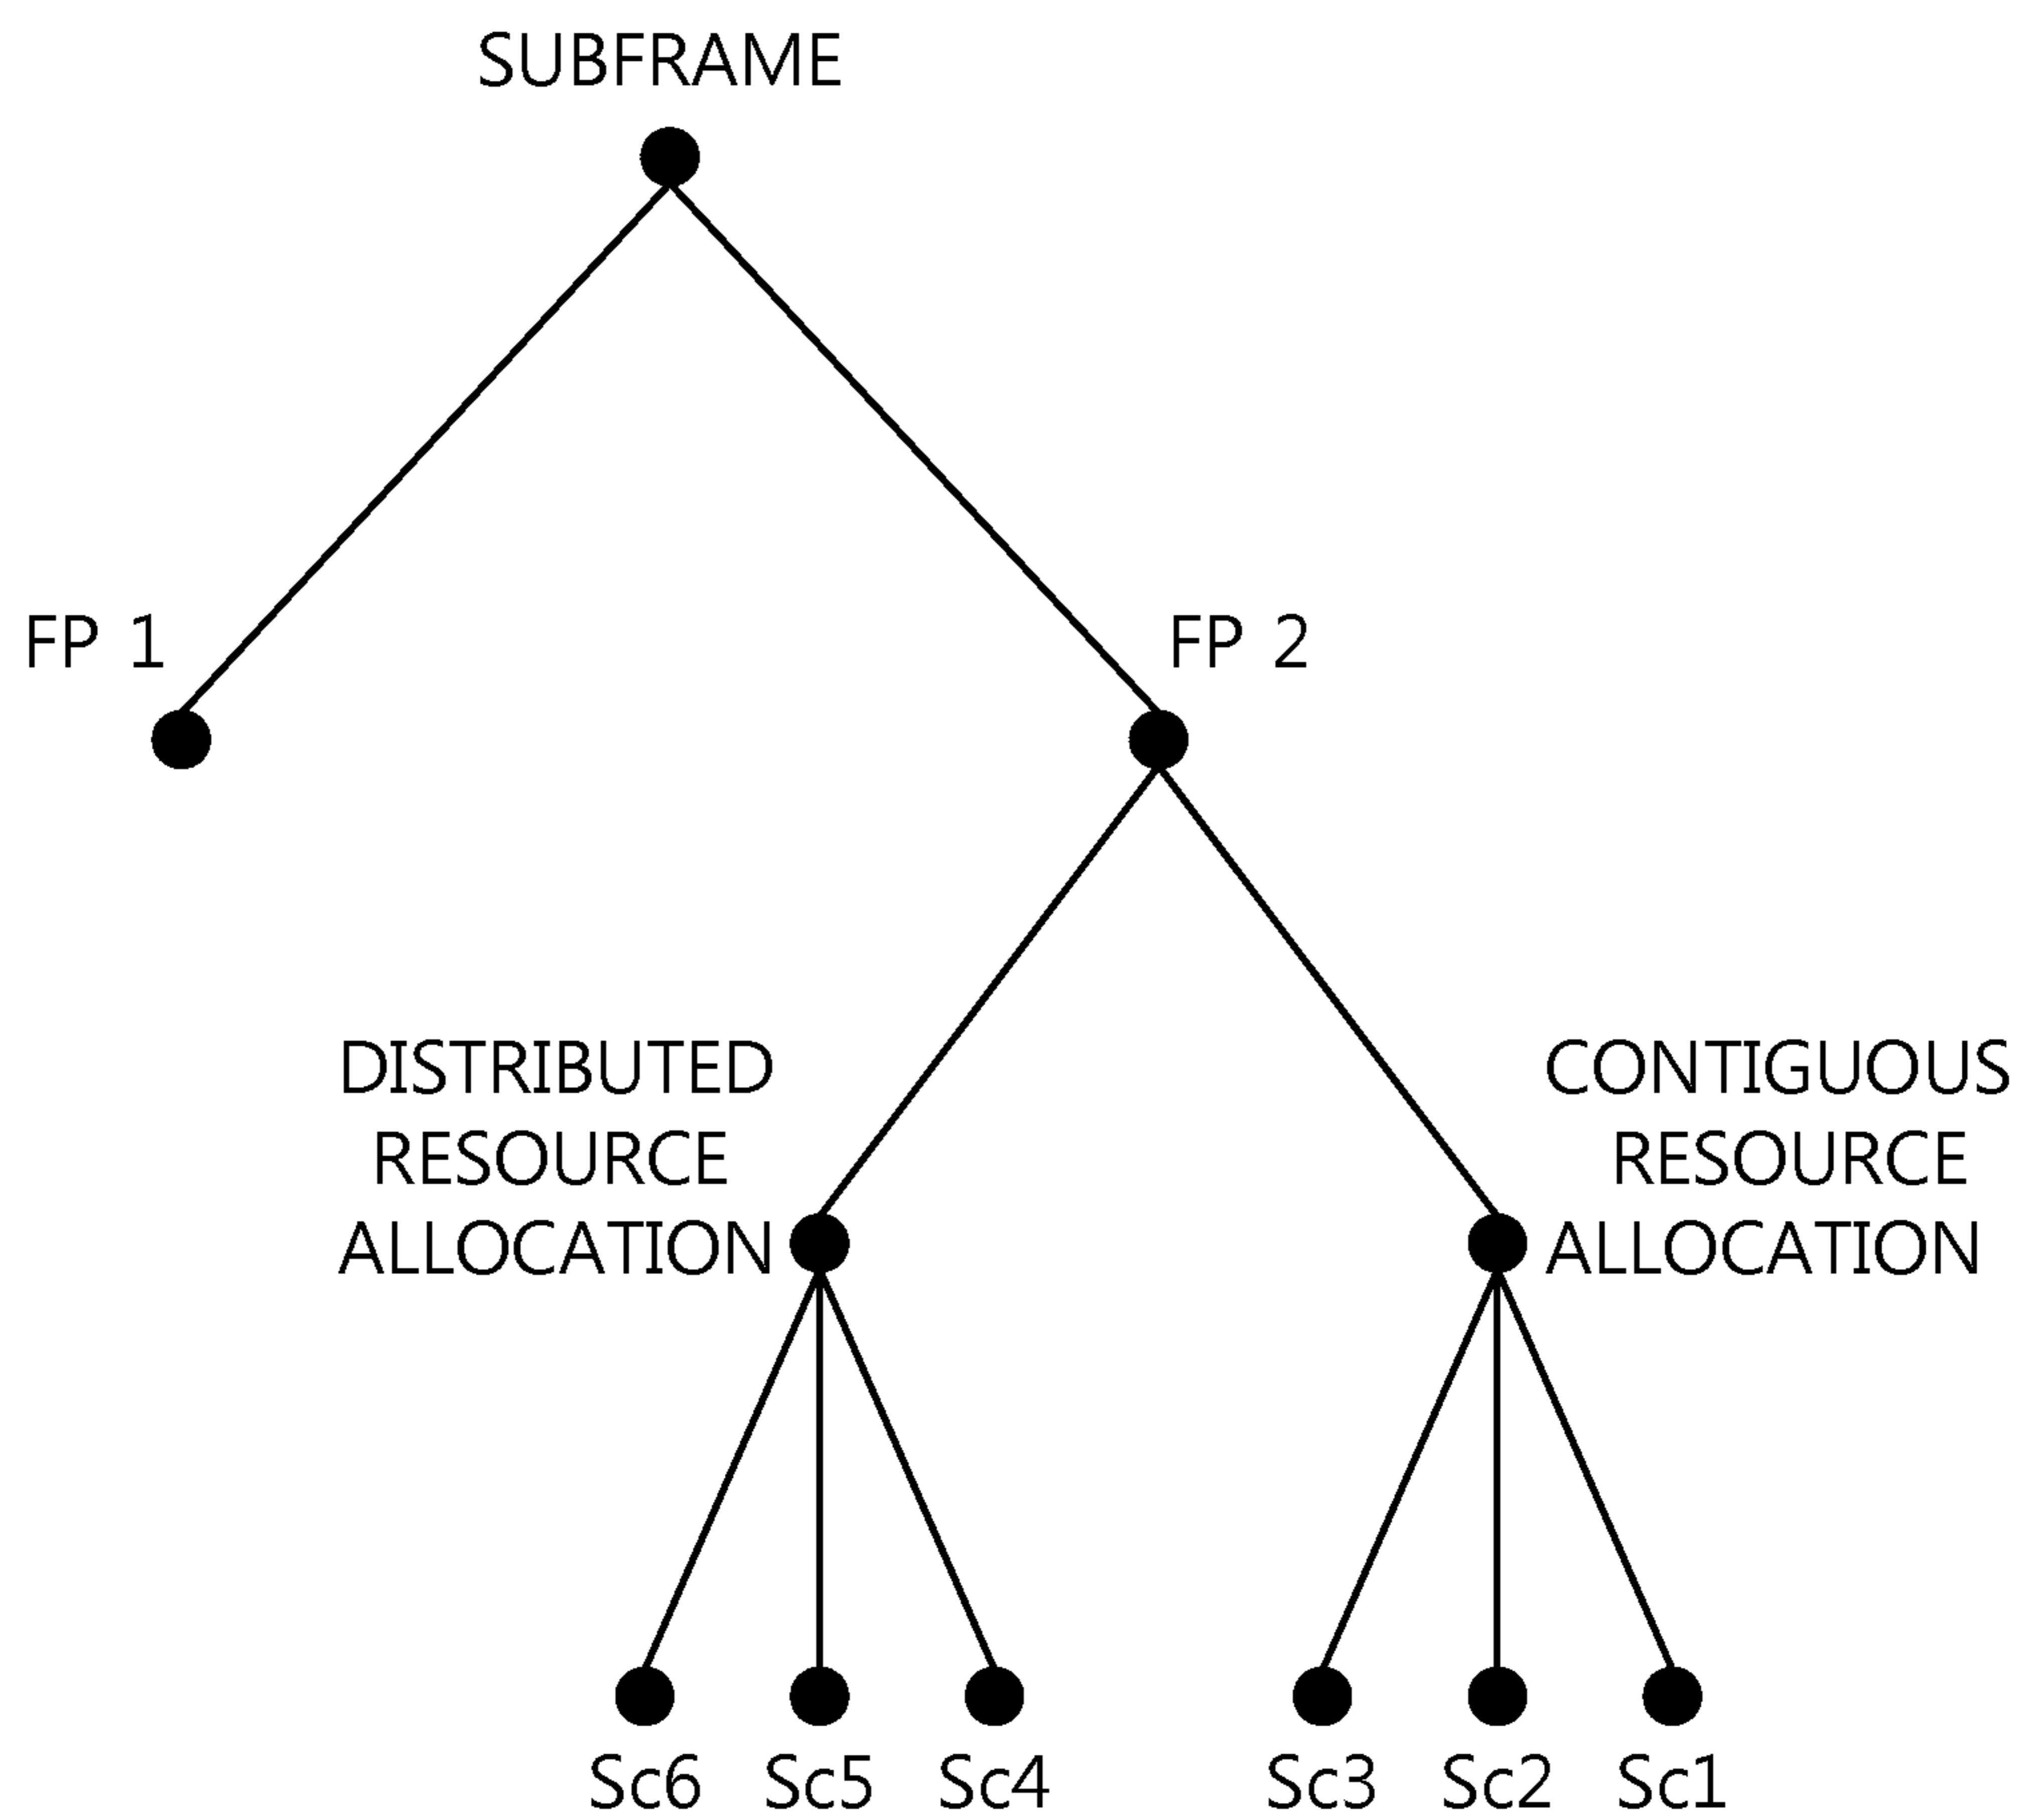 SUBFRAME
FP 1
FP 2
DISTRIBUTED
RESOURCE
ALLOCATION
CONTIGUOUS
RESOURCE
ALLOCATION
Sc6
Sc5
Sc4
Sc3
Sc2
Sc1